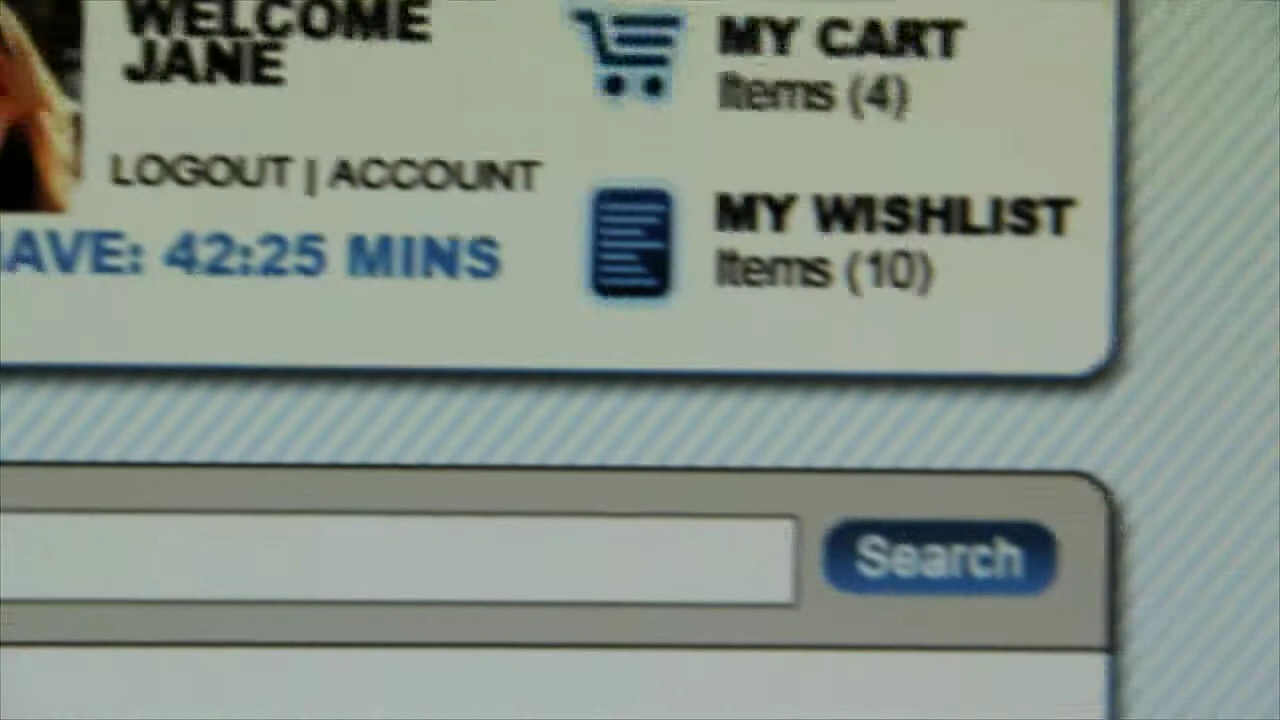 WELCOME
JANE
LOGOUT | ACCOUNT
AVE: 42:25 MINS
MY CART
Items (4)
MY WISHLIST
Items (10)
Search